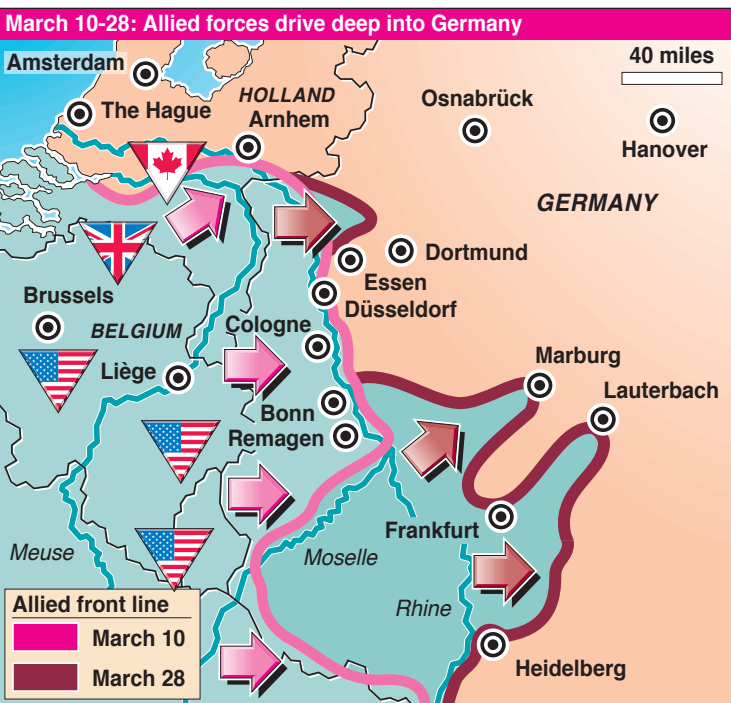 March 10-28: Allied forces drive deep into Germany
Amsterdam
40 miles
HOLLAND
The Hague
Osnabrück
Arnhem
Hanover
GERMANY
Dortmund
Essen
Brussels
Düsseldorf
BELGIUM
Cologne
Marburg
Liège
Lauterbach
Bonn
Remagen
Frankfurt
Meuse
Moselle
Allied front line
Rhine
March 10
Heidelberg
March 28